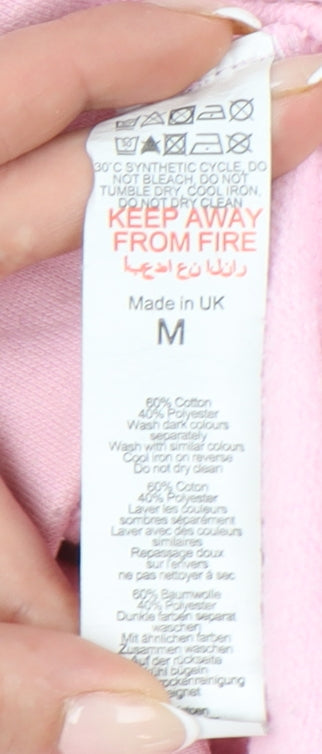 30°C SYNTHETIC CYCLE, DO
NOT BLEACH, DO NOT
TUMBLE DRY, COOL IRON,
DO NOT DRY CLEAN
KEEP AWAY
FROM FIRE
ابعدا عن النار
Made in UK
M
60% Cotton
40% Polyester
Wash dark colours
separately
Wash with similar colours
Cool iron on reverse
Do not dry clean
60% Coton
40% Polyester
Laver les couleurs
sombres séparément
Laver avec des couleurs
similaires
Repassage doux
sur l'envers
ne pas nettoyer à sec
60% Baumwolle
40% Polyester
Dunkle farben separat
waschen
Mit ähnlichen farben
Zusammen waschen
Auf der rückseite
bügeln